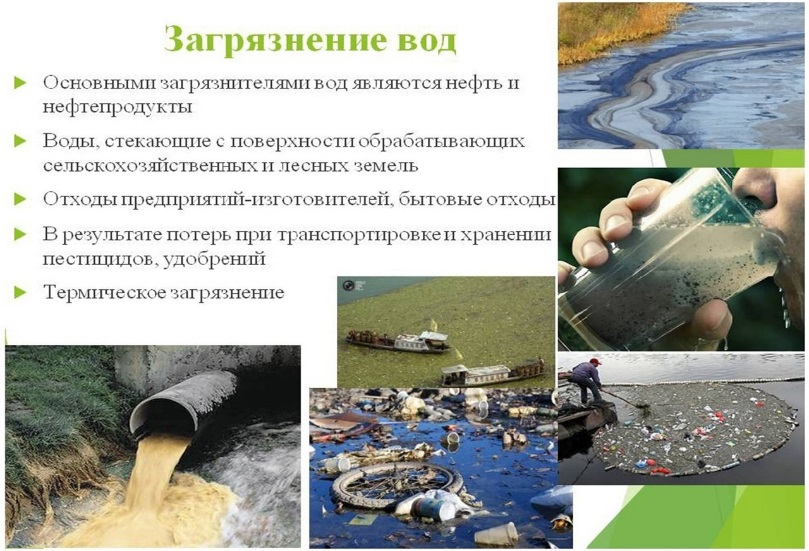 Загрязнение вод
Основными загрязнителями вод являются нефть и
нефтепродукты
Воды, стекающие с поверхности обрабатывающих
сельскохозяйственных и лесных земель
Отходы предприятий-изготовителей, бытовые отходы
В результате потерь при транспортировке и хранении
пестицидов, удобрений
Термическое загрязнение